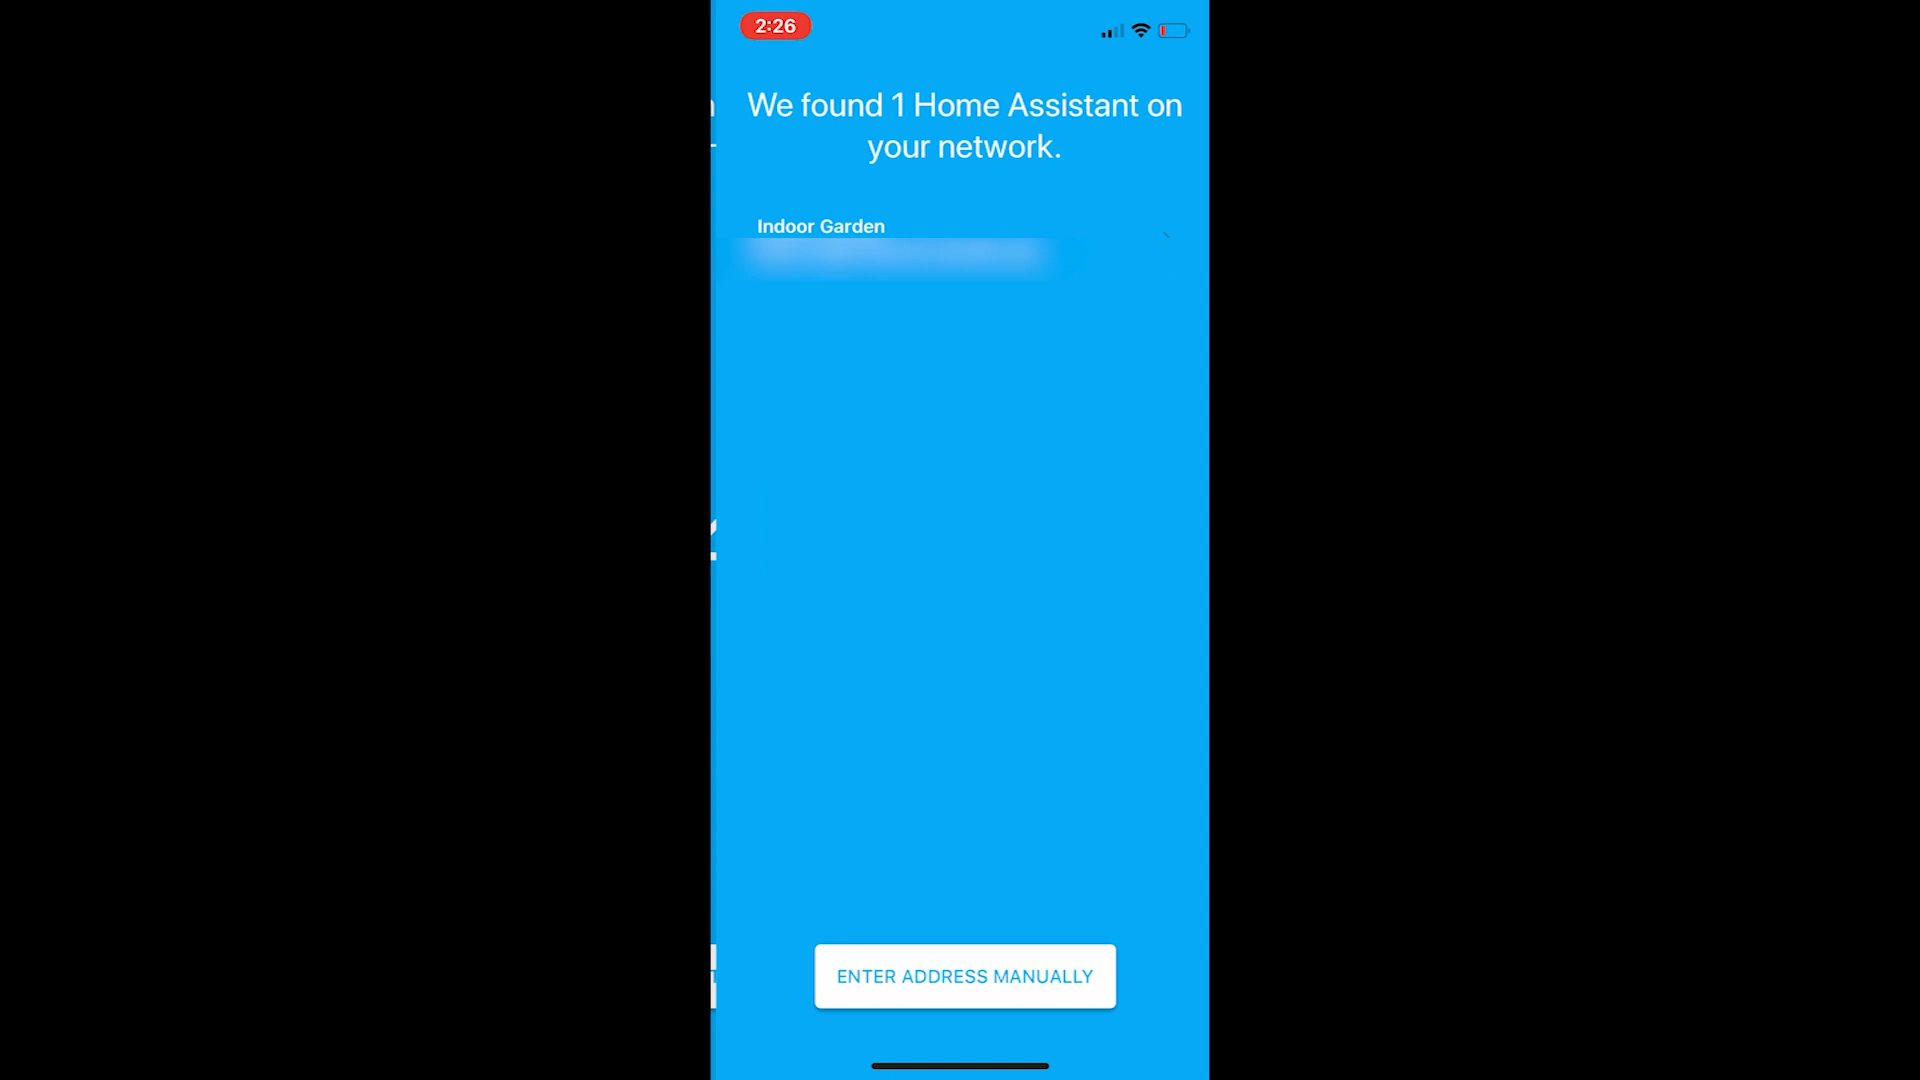 2:26
We found 1 Home Assistant on
your network.
Indoor Garden
ENTER ADDRESS MANUALLY